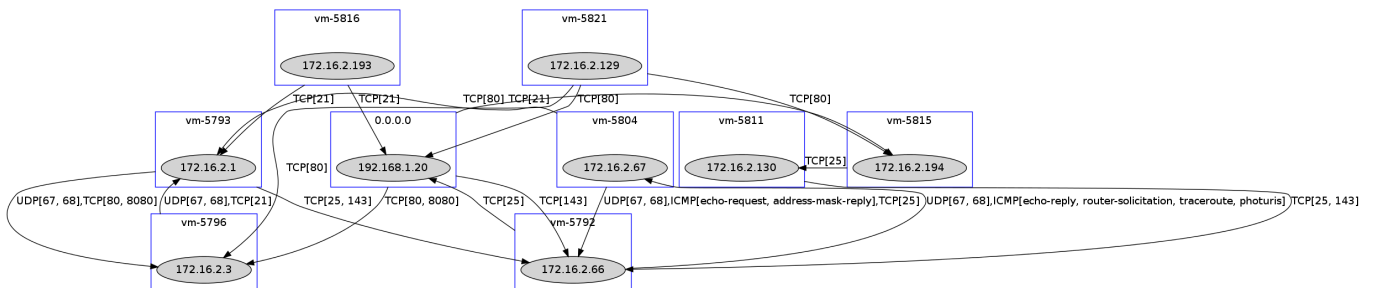 vm-5816
vm-5821
172.16.2.193
172.16.2.129
TCP[21]
TCP[21]
TCP[80]
TCP[21]
TCP[80]
TCP[80]
vm-5793
0.0.0.0
vm-5804
vm-5811
vm-5815
172.16.2.1
TCP[80]
192.168.1.20
172.16.2.67
172.16.2.130
TCP[25]
172.16.2.194
UDP[67, 68],TCP[80, 8080]
UDP[67, 68],TCP[21]
TCP[25, 143]
TCP[80, 8080]
TCP[25]
TCP[143]
UDP[67, 68],ICMP[echo-request, address-mask-reply],TCP[25]
UDP[67, 68],ICMP[echo-reply, router-solicitation, traceroute, photuris]
TCP[25, 143]
vm-5796
vm-5792
172.16.2.3
172.16.2.66